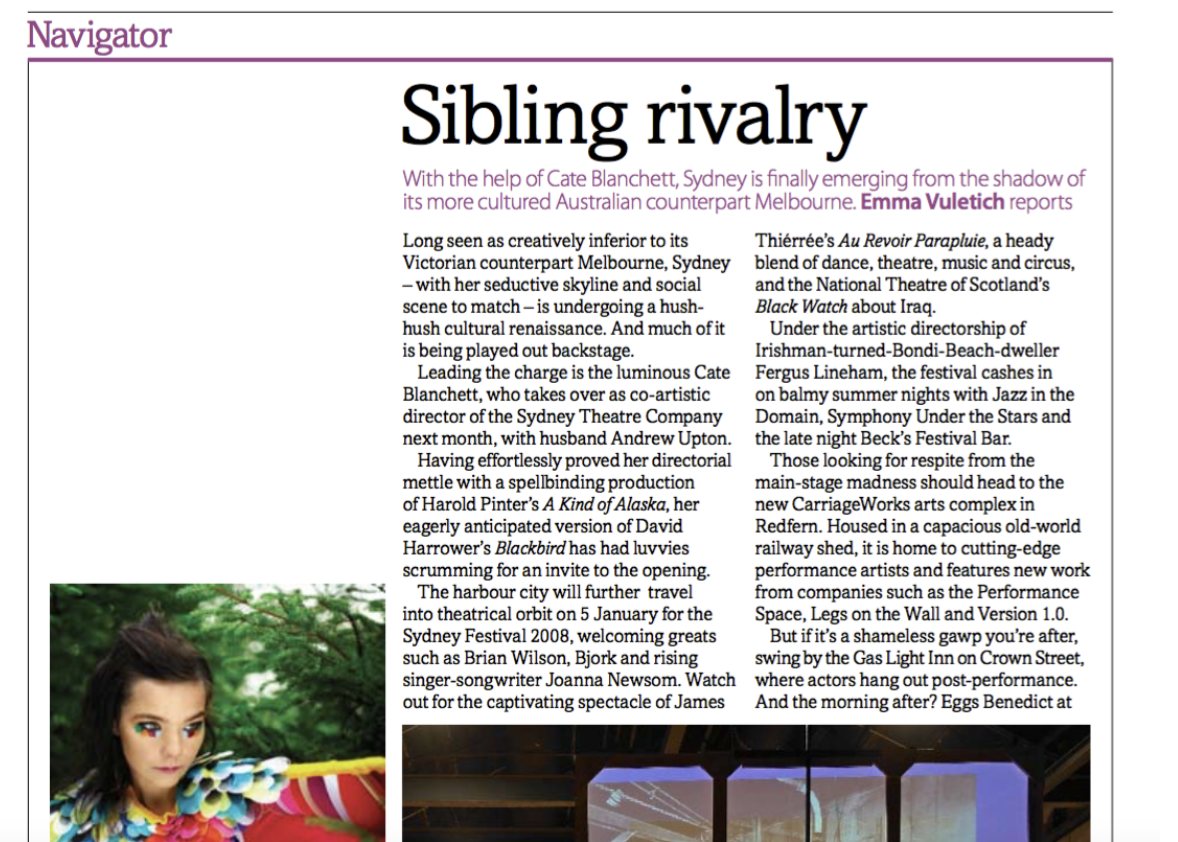 Navigator
Sibling rivalry
With the help of Cate Blanchett, Sydney is finally emerging from the shadow of
its more cultured Australian counterpart Melbourne. Emma Vuletich reports
Long seen as creatively inferior to its
Victorian counterpart Melbourne, Sydney
– with her seductive skyline and social
scene to match – is undergoing a hush-
hush cultural renaissance. And much of it
is being played out backstage.
Leading the charge is the luminous Cate
Blanchett, who takes over as co-artistic
director of the Sydney Theatre Company
next month, with husband Andrew Upton.
Having effortlessly proved her directorial
mettle with a spellbinding production
of Harold Pinter's A Kind of Alaska, her
eagerly anticipated version of David
Harrower's Blackbird has had luvvies
scrumming for an invite to the opening.
The harbour city will further travel
into theatrical orbit on 5 January for the
Sydney Festival 2008, welcoming greats
such as Brian Wilson, Bjork and rising
singer-songwriter Joanna Newsom. Watch
out for the captivating spectacle of James
Thiérrée's Au Revoir Parapluie, a heady
blend of dance, theatre, music and circus,
and the National Theatre of Scotland's
Black Watch about Iraq.
Under the artistic directorship of
Irishman-turned-Bondi-Beach-dweller
Fergus Lineham, the festival cashes in
on balmy summer nights with Jazz in the
Domain, Symphony Under the Stars and
the late night Beck's Festival Bar.
Those looking for respite from the
main-stage madness should head to the
new CarriageWorks arts complex in
Redfern. Housed in a capacious old-world
railway shed, it is home to cutting-edge
performance artists and features new work
from companies such as the Performance
Space, Legs on the Wall and Version 1.0.
But if it's a shameless gawp you're after,
swing by the Gas Light Inn on Crown Street,
where actors hang out post-performance.
And the morning after? Eggs Benedict at